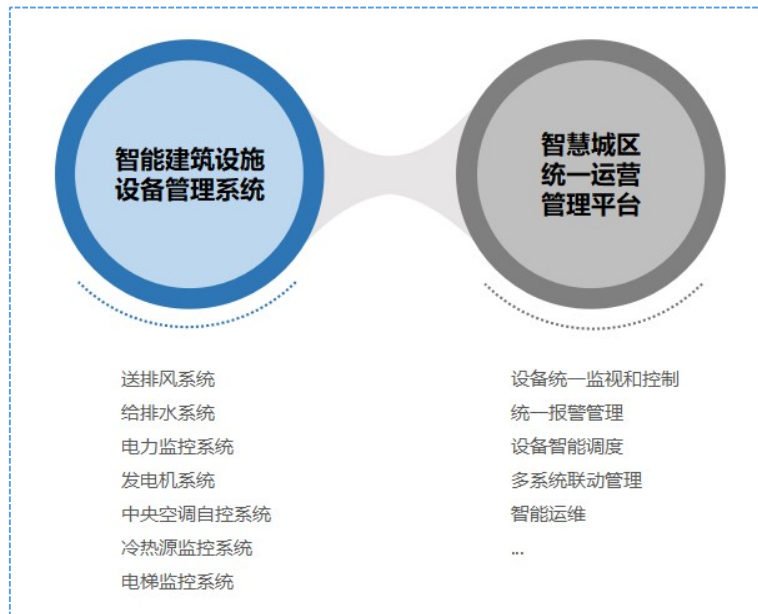 智能建筑设施
设备管理系统
智慧城区
统一运营
管理平台
送排风系统
给排水系统
电力监控系统
发电机系统
中央空调自控系统
冷热源监控系统
电梯监控系统
设备统一监视和控制
统一报警管理
设备智能调度
多系统联动管理
智能运维
...